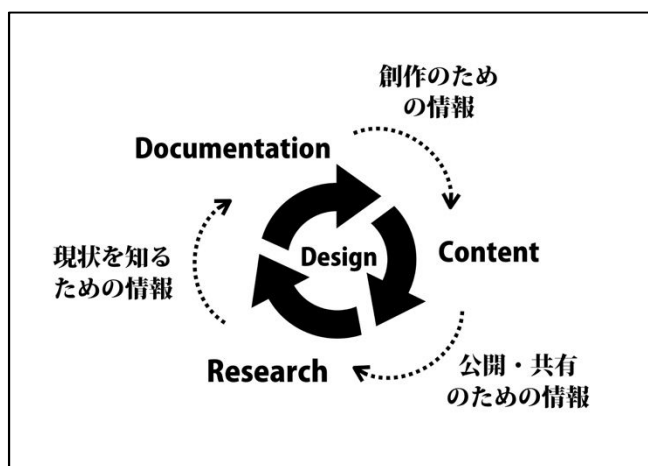 創作のため
の情報
Documentation
現状を知る
ための情報
Design
Content
Research
公開・共有
のための情報